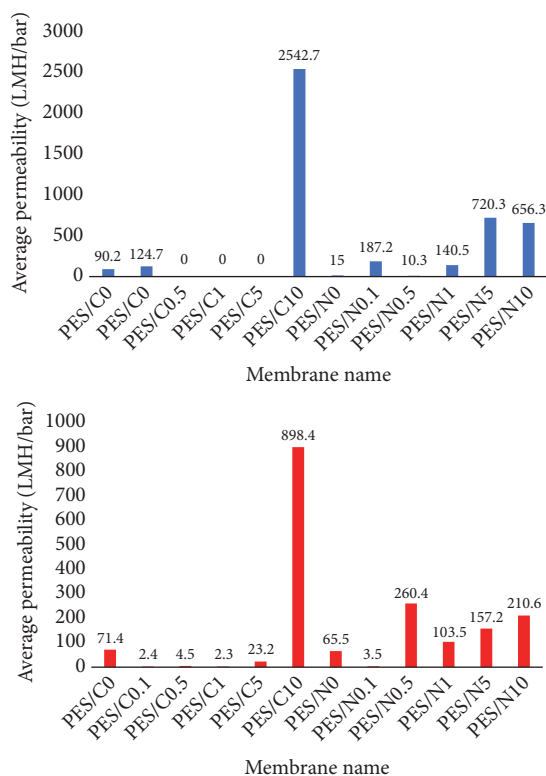 Average permeability (LMH/bar)
3000
2500
2000
1500
1000
500
0
90.2
124.7
0
0
0
2542.7
15
187.2
10.3
140.5
720.3
656.3
PES/C0
PES/C0
PES/C0.5
PES/C1
PES/C5
PES/C10
PES/N0
PES/N0.1
PES/N0.5
PES/N1
PES/N5
PES/N10
Membrane name
Average permeability (LMH/bar)
1000
900
800
700
600
500
400
300
200
100
0
71.4
2.4
4.5
2.3
23.2
898.4
65.5
3.5
260.4
103.5
157.2
210.6
PES/C0
PES/C0.1
PES/C0.5
PES/C1
PES/C5
PES/C10
PES/N0
PES/N0.1
PES/N0.5
PES/N1
PES/N5
PES/N10
Membrane name